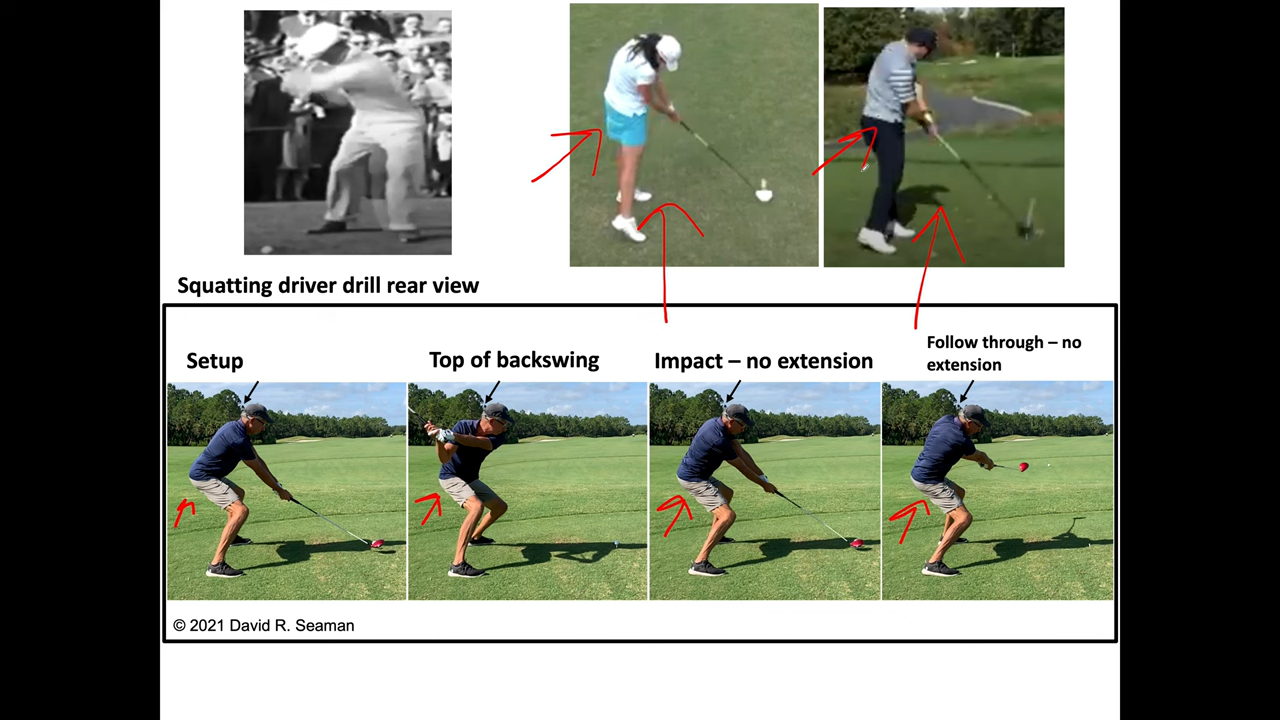 Squatting driver drill rear view
Setup
Top of backswing
Impact – no extension
Follow through – no
extension
© 2021 David R. Seaman